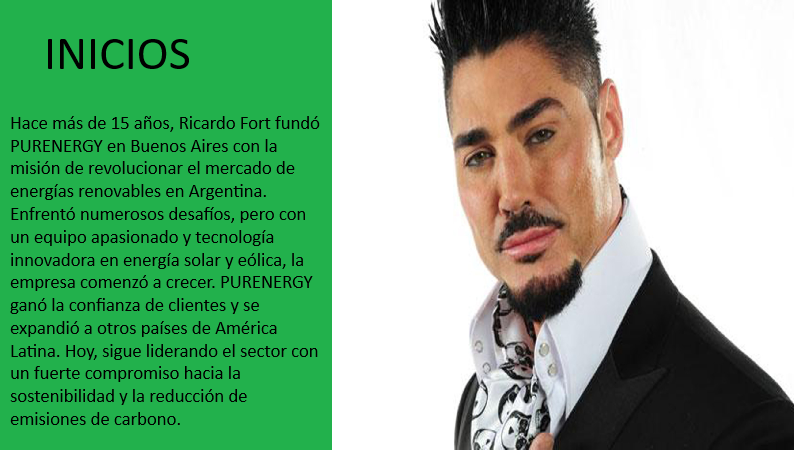 INICIOS
Hace más de 15 años, Ricardo Fort fundó
PURENERGY en Buenos Aires con la
misión de revolucionar el mercado de
energías renovables en Argentina.
Enfrentó numerosos desafíos, pero con
un equipo apasionado y tecnología
innovadora en energía solar y eólica, la
empresa comenzó a crecer. PURENERGY
ganó la confianza de clientes y se
expandió a otros países de América
Latina. Hoy, sigue liderando el sector con
un fuerte compromiso hacia la
sostenibilidad y la reducción de
emisiones de carbono.